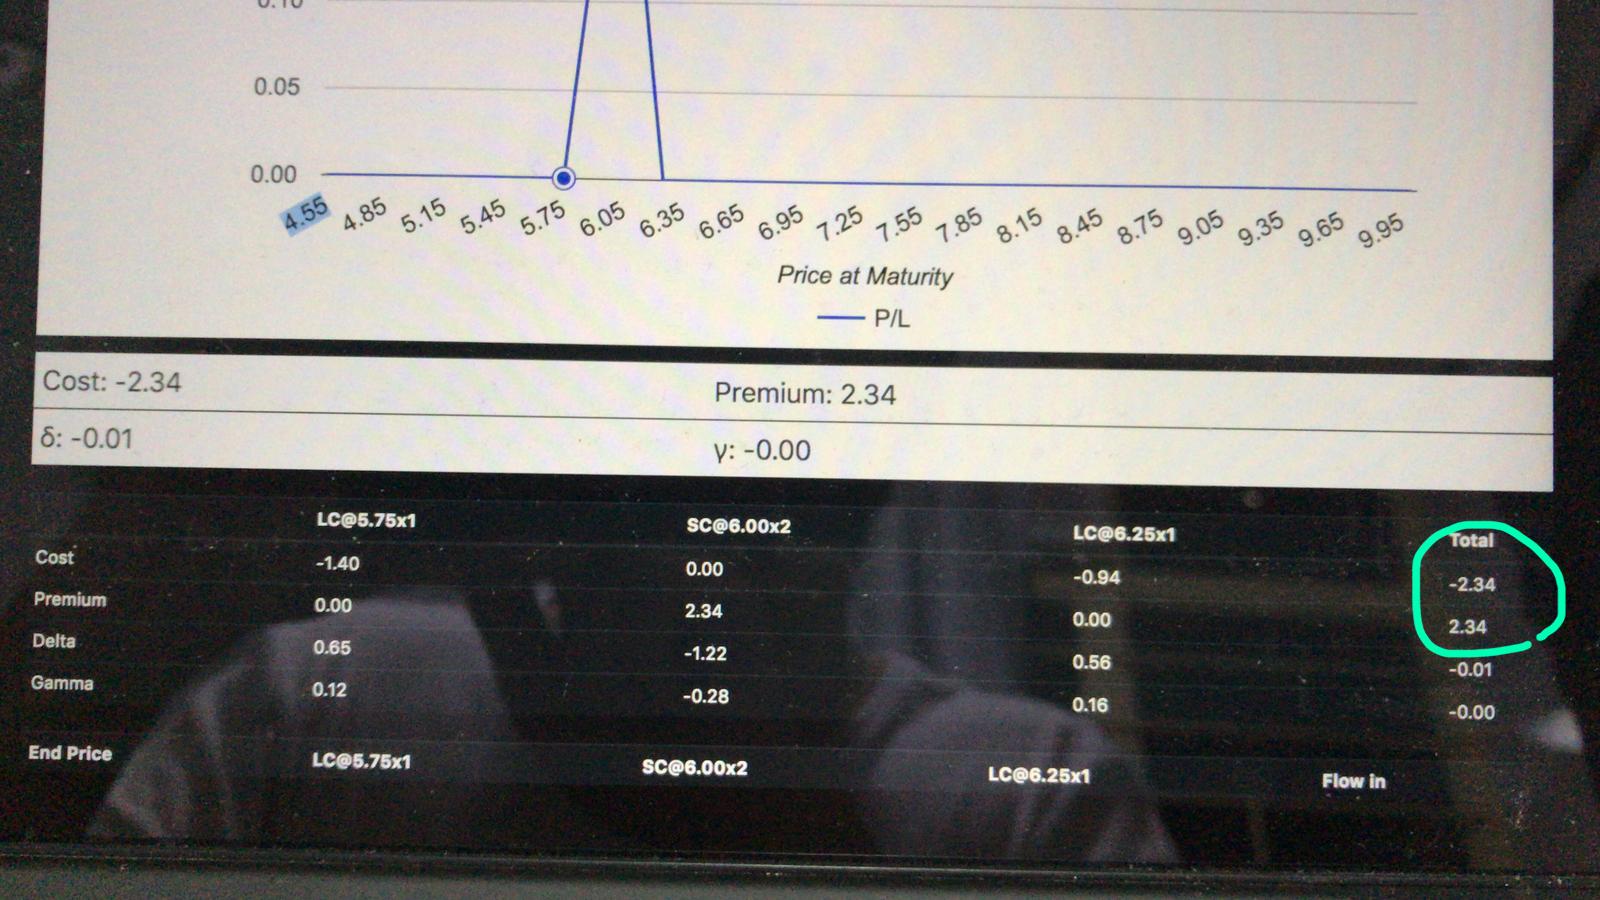 0.10
0.05
0.00
4.55 4.85 5.15 5.45 5.75 6.05 6.35 6.65 6.95 7.25 7.55 7.85 8.15 8.45 8.75 9.05 9.35 9.65 9.95
Price at Maturity
P/L
Cost: -2.34 Premium: 2.34
δ: -0.01 γ: -0.00
LC@5.75x1 SC@6.00x2 LC@6.25x1 Total
Cost -1.40 0.00 -0.94 -2.34
Premium 0.00 2.34 0.00 2.34
Delta 0.65 -1.22 0.56 -0.01
Gamma 0.12 -0.28 0.16 -0.00
End Price LC@5.75x1 SC@6.00x2 LC@6.25x1 Flow in